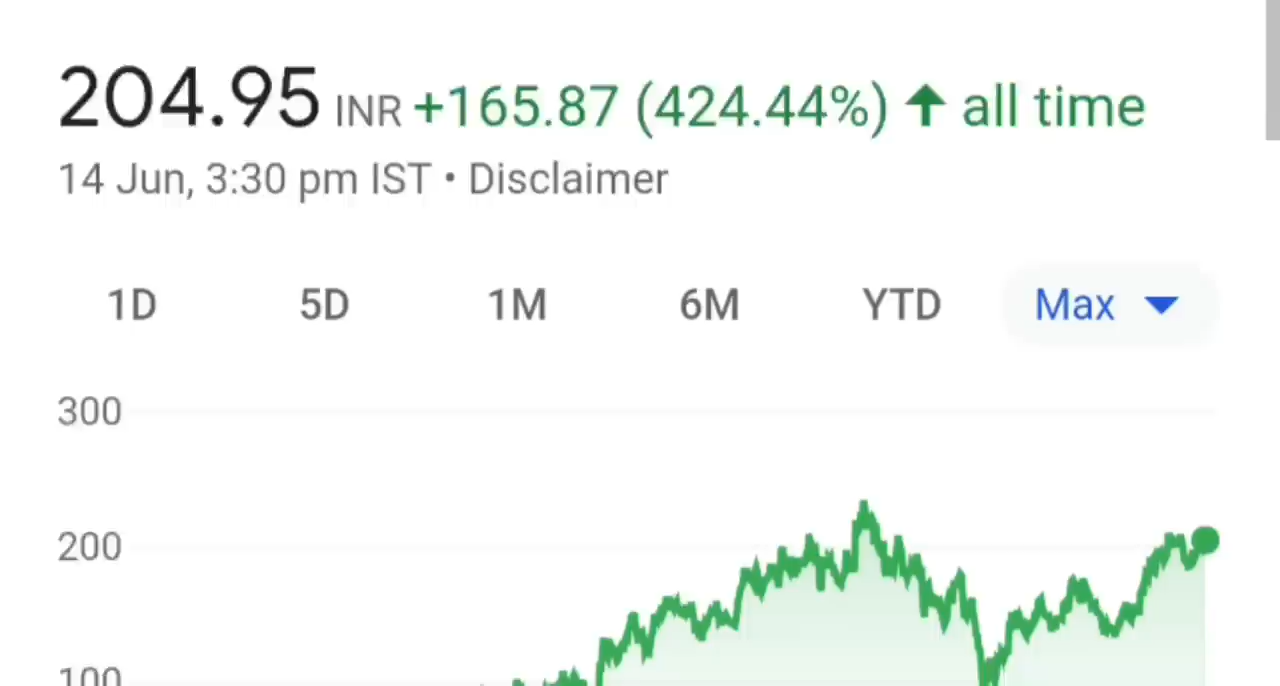 204.95 INR +165.87 (424.44%) ↑ all time
14 Jun, 3:30 pm IST • Disclaimer
1D 5D 1M 6M YTD Max
300
200
100